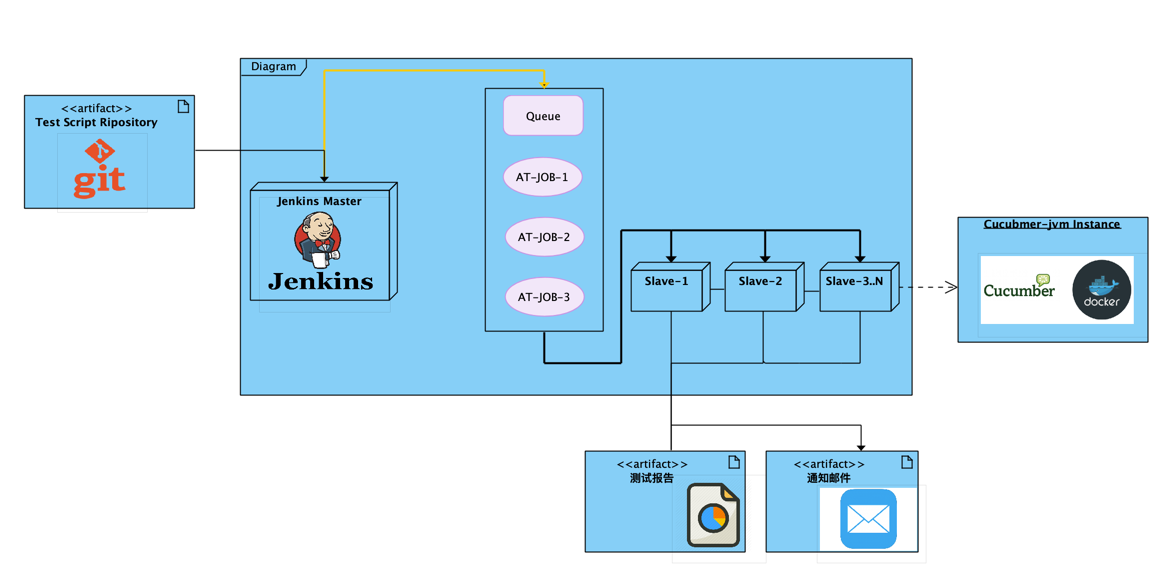 Diagram
<<artifact>>
Test Script Ripository
git
Jenkins Master
Jenkins
Queue
AT-JOB-1
AT-JOB-2
AT-JOB-3
Slave-1
Slave-2
Slave-3..N
Cucubmer-jvm Instance
Cucumber
docker
<<artifact>>
测试报告
<<artifact>>
通知邮件